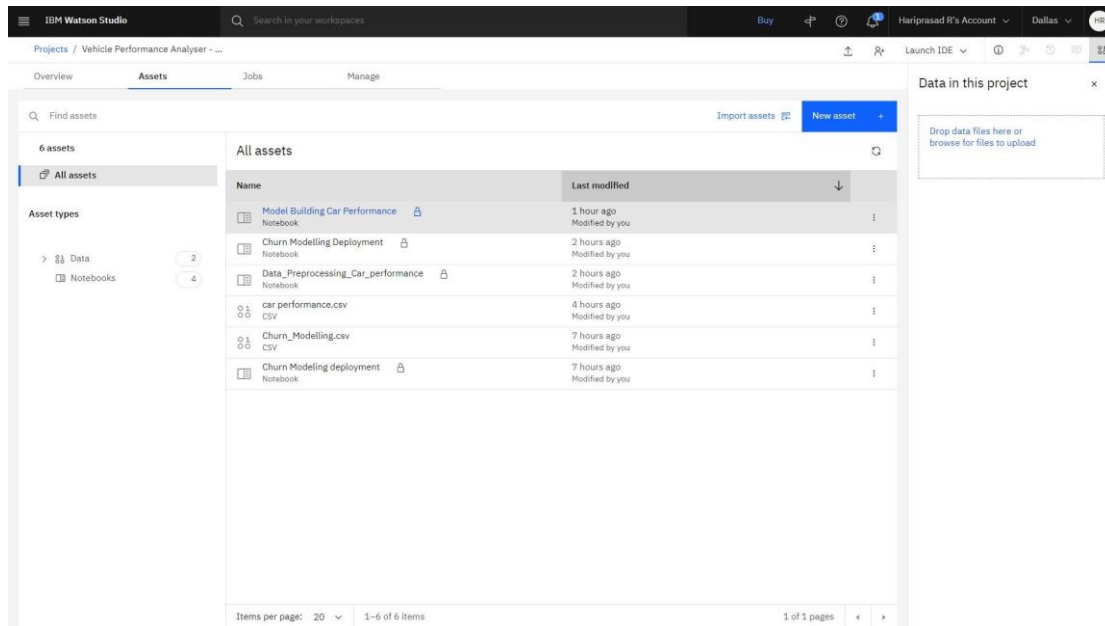 IBM Watson Studio
Search in your workspaces
Buy
1
Hariprasad R's Account
Dallas
HR
Projects / Vehicle Performance Analyser - ...
Launch IDE
Overview Assets Jobs Manage
Data in this project
Find assets
Import assets
New asset +
Drop data files here or
browse for files to upload
6 assets
All assets
All assets
Asset types
Data 2
Notebooks 4
Name Last modified
Model Building Car Performance 1 hour ago
Notebook Modified by you
Churn Modelling Deployment 2 hours ago
Notebook Modified by you
Data_Preprocessing_Car_performance 2 hours ago
Notebook Modified by you
car performance.csv 4 hours ago
CSV Modified by you
Churn_Modelling.csv 7 hours ago
CSV Modified by you
Churn Modeling deployment 7 hours ago
Notebook Modified by you
Items per page: 20 1–6 of 6 items 1 of 1 pages